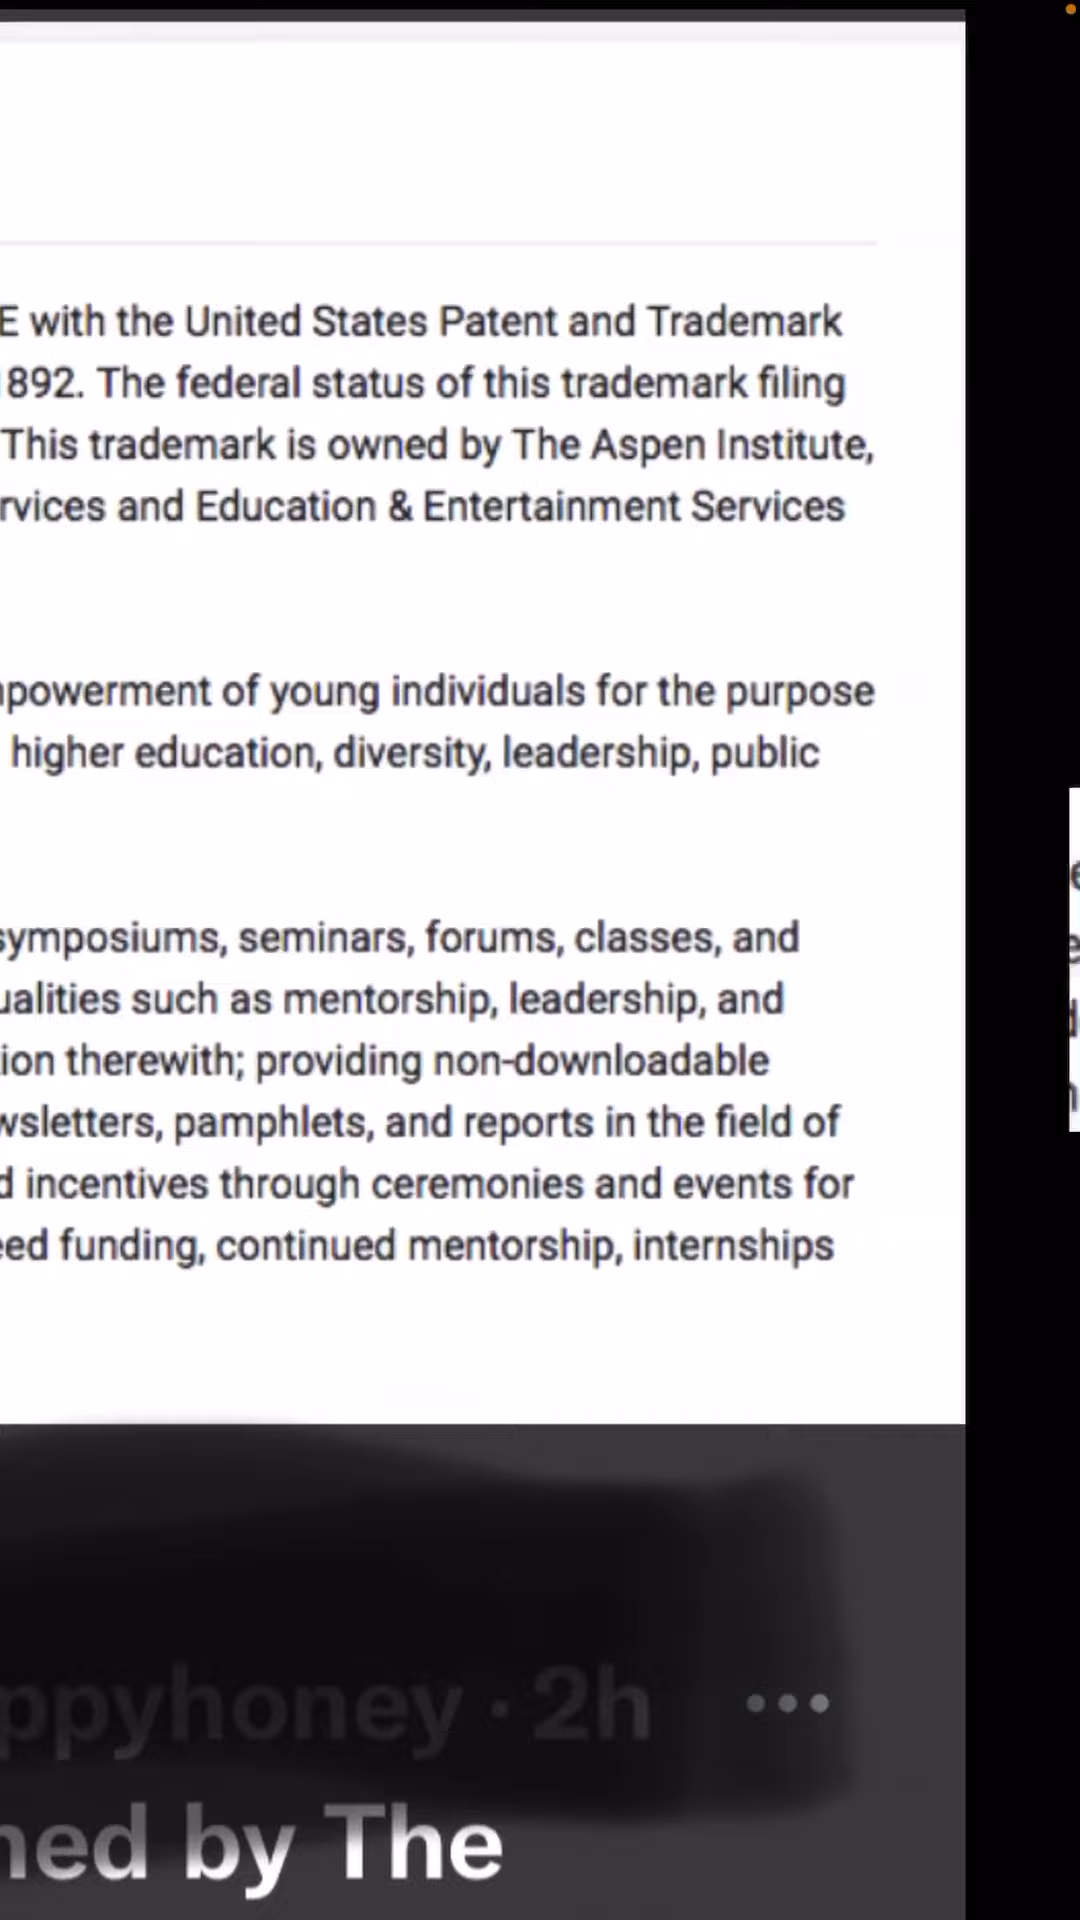 E with the United States Patent and Trademark
892. The federal status of this trademark filing
This trademark is owned by The Aspen Institute,
rvices and Education & Entertainment Services
powerment of young individuals for the purpose
higher education, diversity, leadership, public
symposiums, seminars, forums, classes, and
ualities such as mentorship, leadership, and
ion therewith; providing non-downloadable
wsletters, pamphlets, and reports in the field of
d incentives through ceremonies and events for
eed funding, continued mentorship, internships
ppyhoney · 2h
ned by The